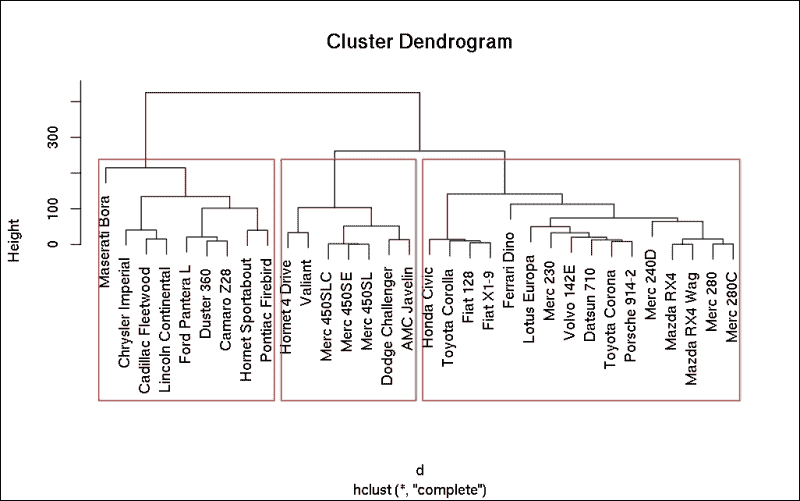 Cluster Dendrogram
Height
300
100
0
Maserati Bora
Chrysler Imperial
Cadillac Fleetwood
Lincoln Continental
Ford Pantera L
Duster 360
Camaro Z28
Hornet Sportabout
Pontiac Firebird
Hornet 4 Drive
Valiant
Merc 450SLC
Merc 450SE
Merc 450SL
Dodge Challenger
AMC Javelin
Honda Civic
Toyota Corolla
Fiat 128
Fiat X1-9
Ferrari Dino
Lotus Europa
Merc 230
Volvo 142E
Datsun 710
Toyota Corona
Porsche 914-2
Merc 240D
Mazda RX4
Mazda RX4 Wag
Merc 280
Merc 280C
d
hclust (*, "complete")